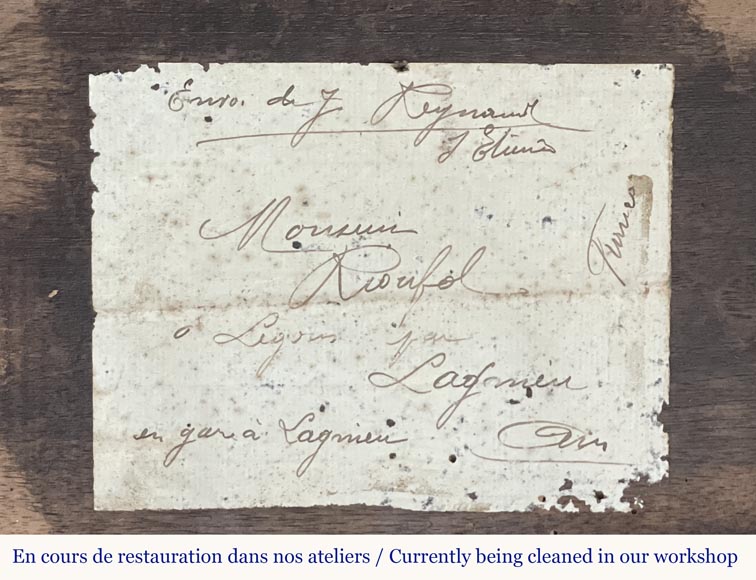 Envoi de J Reynaud
St Etienne
Monsieur
Rioufol
France
à par
Lagnieu
en gare à Lagnieu Ain
En cours de restauration dans nos ateliers / Currently being cleaned in our workshop